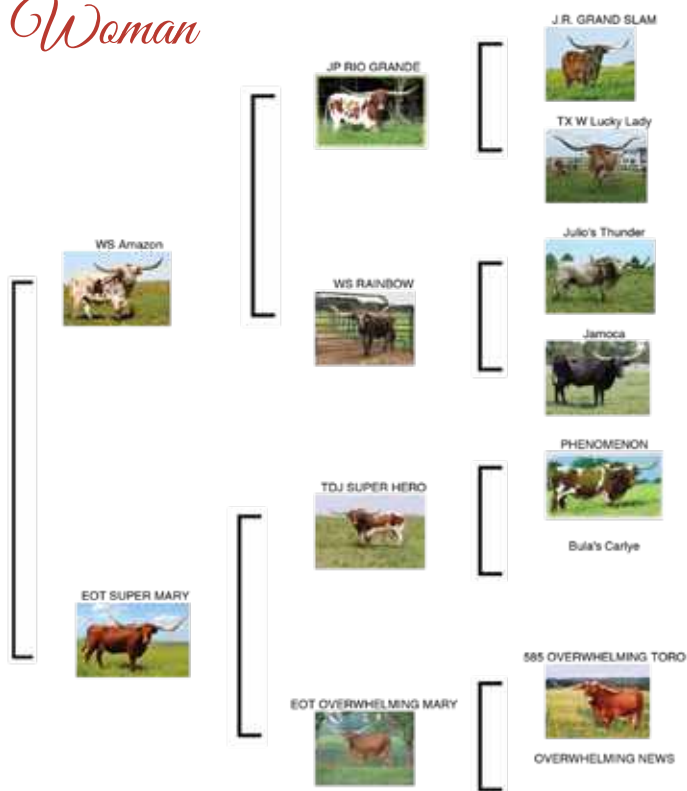 Woman
J.R. GRAND SLAM
JP RIO GRANDE
TX W Lucky Lady
WS Amazon
Julio's Thunder
WS RAINBOW
Jamoca
PHENOMENON
TDJ SUPER HERO
Bula's Carlye
EOT SUPER MARY
585 OVERWHELMING TORO
EOT OVERWHELMING MARY
OVERWHELMING NEWS